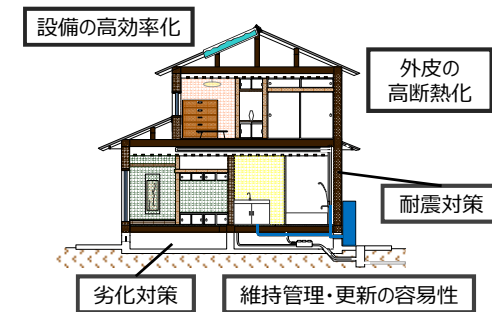 設備の高効率化
外皮の
高断熱化
耐震対策
劣化対策
維持管理・更新の容易性